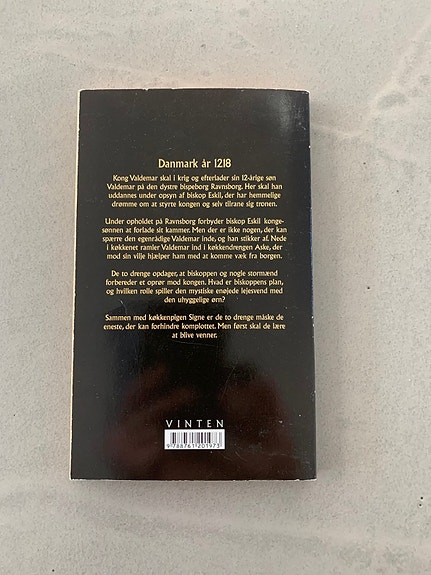 Danmark år 1218
Kong Valdemar skal i krig og efterlader sin 12-årige søn
Valdemar på den dystre bispeborg Ravnsborg. Her skal han
uddannes under opsyn af biskop Eskil, der har hemmelige
drømme om at styrte kongen og selv tilrane sig tronen.
Under opholdet på Ravnsborg forbyder biskop Eskil konge-
sønnen at forlade sit kammer. Men der er ikke nogen, der kan
spærre den egenrådige Valdemar inde, og han stikker af. Nede
i køkkenet ramler Valdemar ind i køkkendrengen Aske, der
mod sin vilje hjælper ham med at komme væk fra borgen.
De to drenge opdager, at biskoppen og nogle stormænd
forbereder et oprør mod kongen. Hvad er biskoppens plan,
og hvilken rolle spiller den mystiske enøjede lejesvend med
den uhyggelige ørn?
Sammen med køkkenpigen Signe er de to drenge måske de
eneste, der kan forhindre komplottet. Men først skal de lære
at blive venner.
VINTEN
9 788761 201973